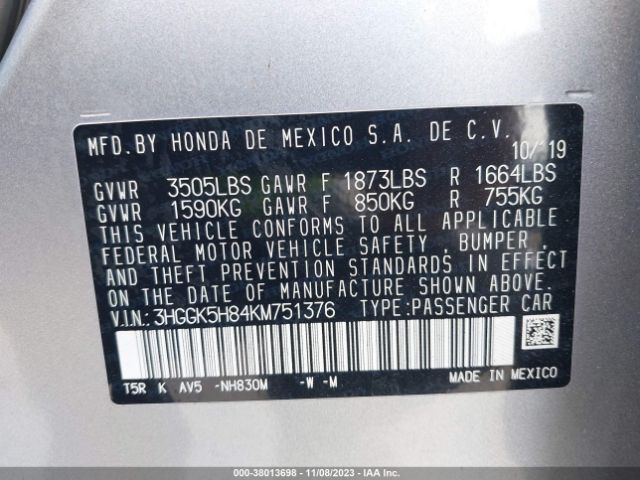 MFD.BY HONDA DE MEXICO S.A. DE C.V.
10/'19
GVWR 3505LBS GAWR F 1873LBS R 1664LBS
GVWR 1590KG GAWR F 850KG R 755KG
THIS VEHICLE CONFORMS TO ALL APPLICABLE
FEDERAL MOTOR VEHICLE SAFETY , BUMPER ,
AND THEFT PREVENTION STANDARDS IN EFFECT
ON THE DATE OF MANUFACTURE SHOWN ABOVE.
V.I.N.:3HGGK5H84KM751376 TYPE:PASSENGER CAR
T5R K AV5 -NH830M -W -M MADE IN MEXICO
000-38013698 - 11/08/2023 - IAA Inc.